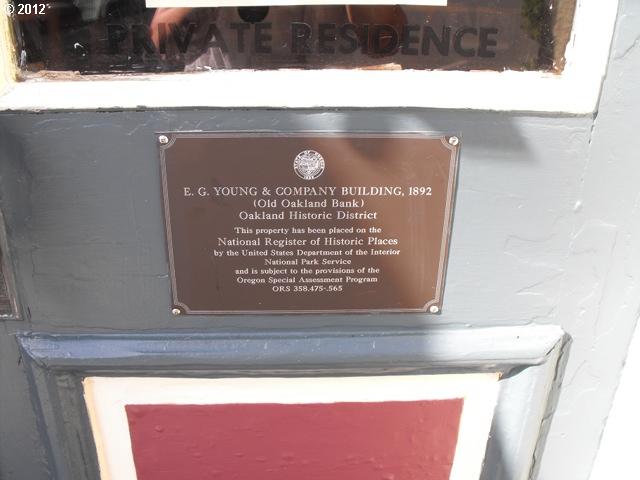 © 2012
PRIVATE RESIDENCE
E. G. YOUNG & COMPANY BUILDING, 1892
(Old Oakland Bank)
Oakland Historic District
This property has been placed on the
National Register of Historic Places
by the United States Department of the Interior
National Park Service
and is subject to the provisions of the
Oregon Special Assessment Program
ORS 358.475-.565